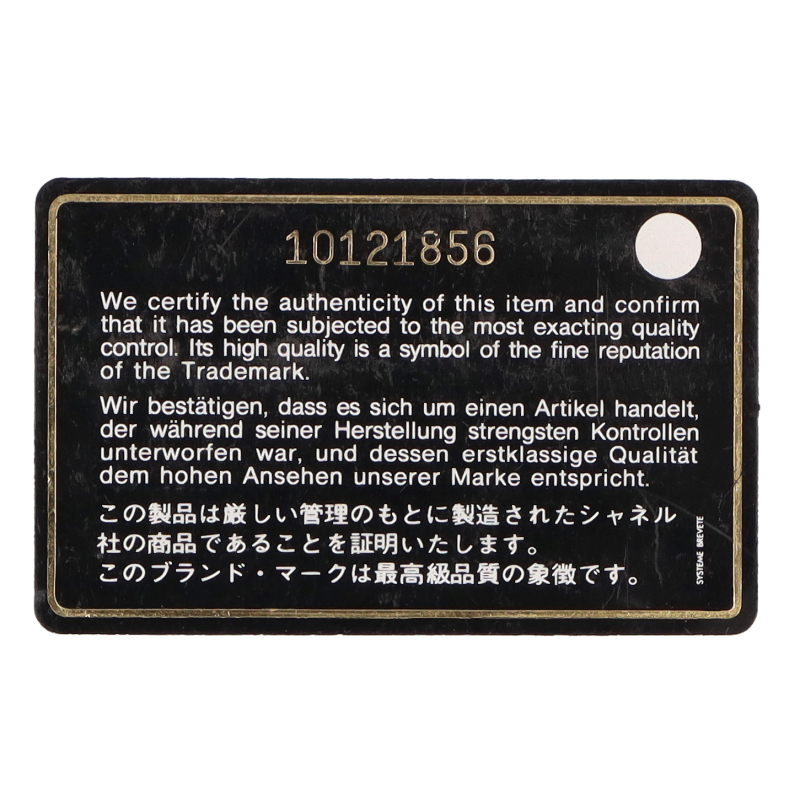 10121856
We certify the authenticity of this item and confirm
that it has been subjected to the most exacting quality
control. Its high quality is a symbol of the fine reputation
of the Trademark.
Wir bestätigen, dass es sich um einen Artikel handelt,
der während seiner Herstellung strengsten Kontrollen
unterworfen war, und dessen erstklassige Qualität
dem hohen Ansehen unserer Marke entspricht.
この製品は厳しい管理のもとに製造されたシャネル
社の商品であることを証明いたします。
このブランド・マークは最高級品質の象徴です。
SYSTEME BREVETE